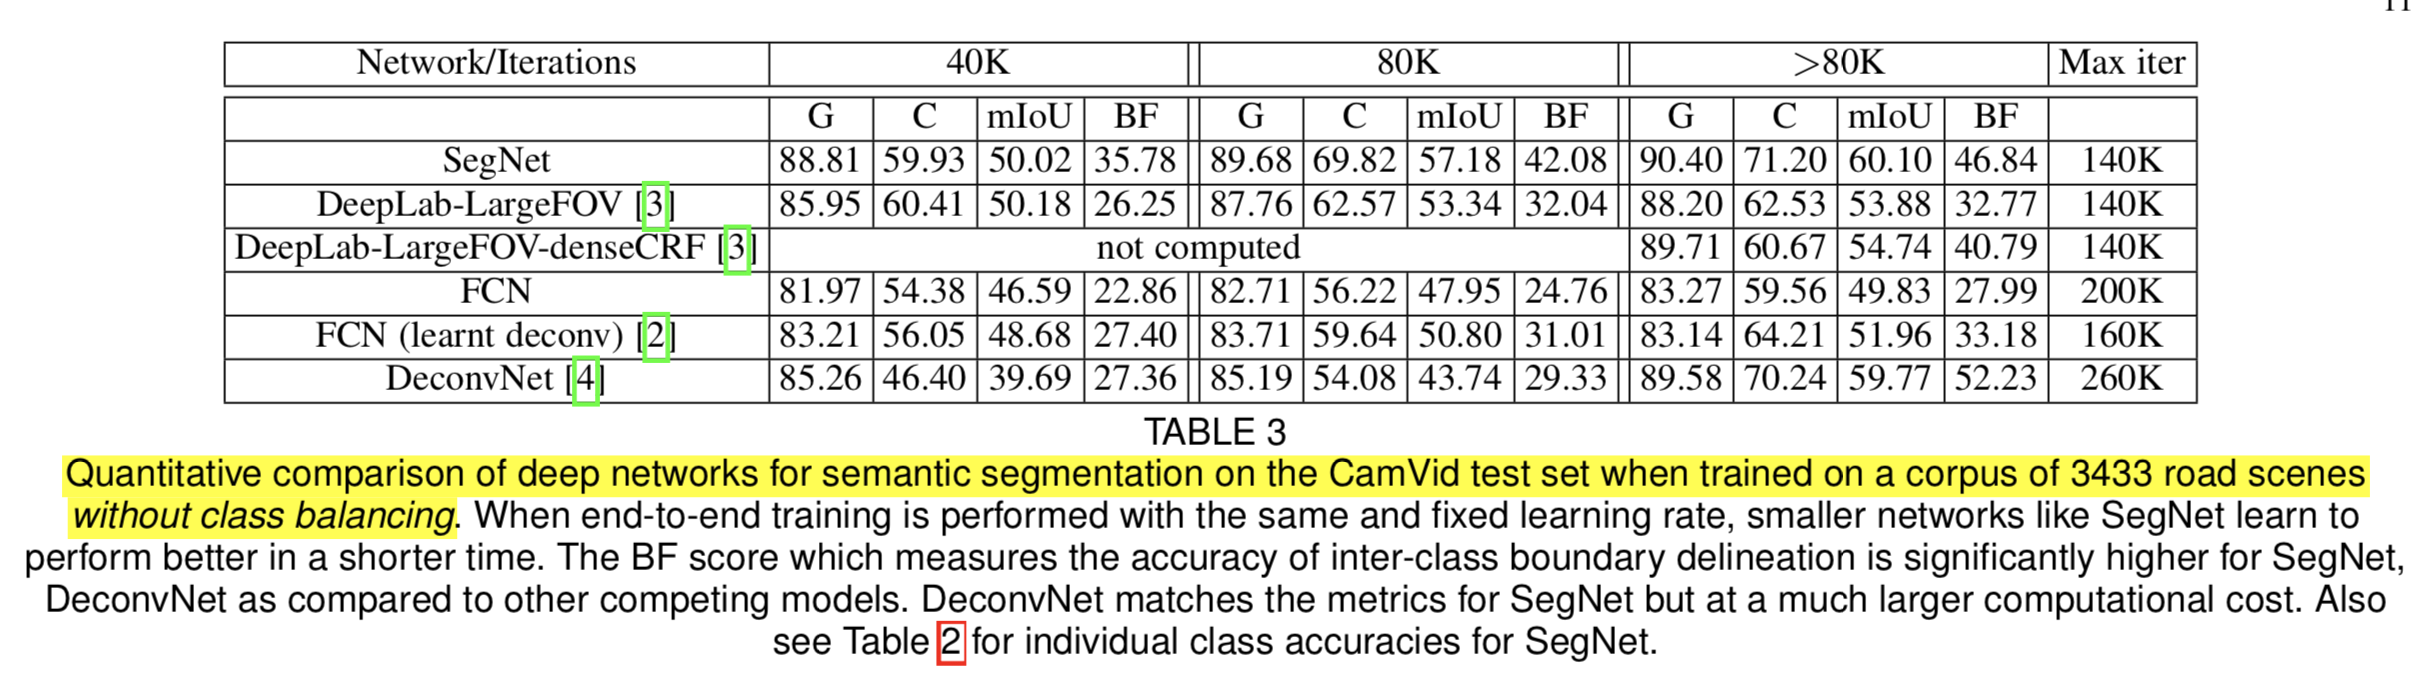 Network/Iterations 40K 80K >80K Max iter
G C mIoU BF G C mIoU BF G C mIoU BF
SegNet 88.81 59.93 50.02 35.78 89.68 69.82 57.18 42.08 90.40 71.20 60.10 46.84 140K
DeepLab-LargeFOV [3] 85.95 60.41 50.18 26.25 87.76 62.57 53.34 32.04 88.20 62.53 53.88 32.77 140K
DeepLab-LargeFOV-denseCRF [3] not computed 89.71 60.67 54.74 40.79 140K
FCN 81.97 54.38 46.59 22.86 82.71 56.22 47.95 24.76 83.27 59.56 49.83 27.99 200K
FCN (learnt deconv) [2] 83.21 56.05 48.68 27.40 83.71 59.64 50.80 31.01 83.14 64.21 51.96 33.18 160K
DeconvNet [4] 85.26 46.40 39.69 27.36 85.19 54.08 43.74 29.33 89.58 70.24 59.77 52.23 260K
TABLE 3
Quantitative comparison of deep networks for semantic segmentation on the CamVid test set when trained on a corpus of 3433 road scenes
without class balancing. When end-to-end training is performed with the same and fixed learning rate, smaller networks like SegNet learn to
perform better in a shorter time. The BF score which measures the accuracy of inter-class boundary delineation is significantly higher for SegNet,
DeconvNet as compared to other competing models. DeconvNet matches the metrics for SegNet but at a much larger computational cost. Also
see Table 2 for individual class accuracies for SegNet.